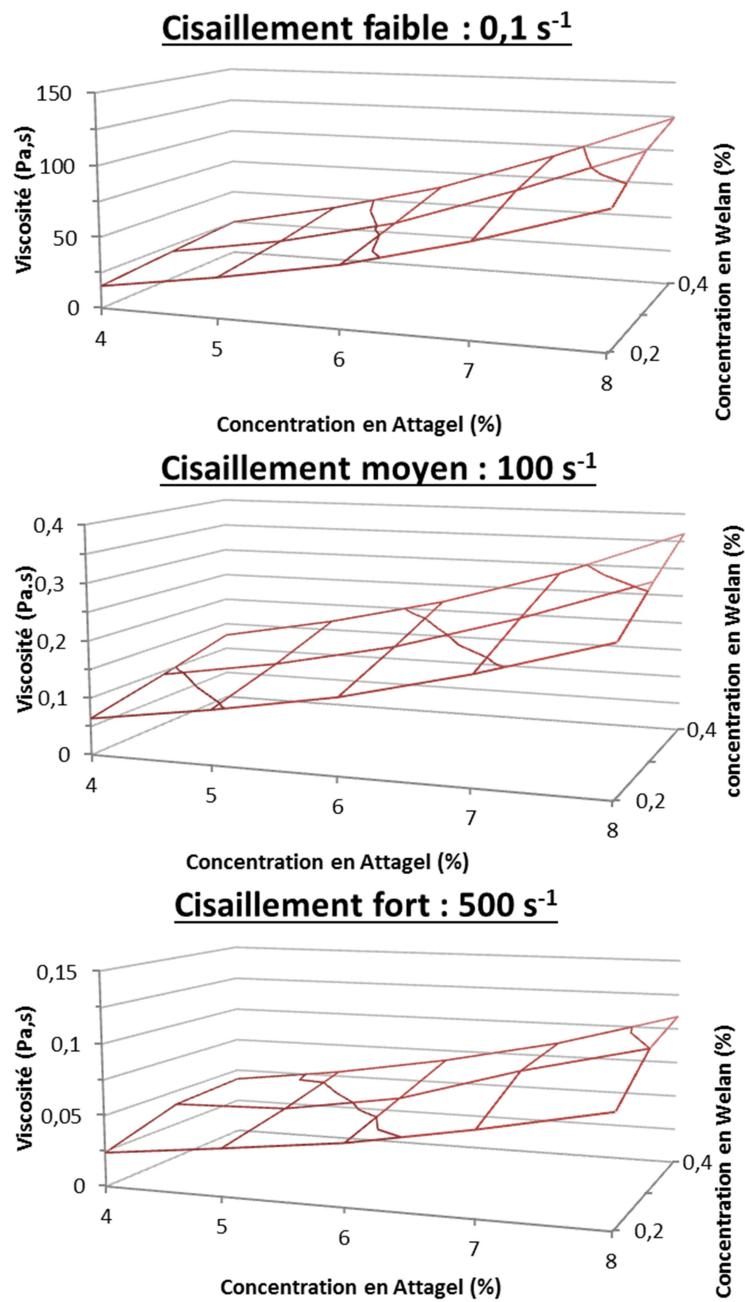 Cisaillement faible : 0,1 s-1
150
100
50
0
Viscosité (Pa,s)
4
5
6
7
8
0,2
0,4
Concentration en Welan (%)
Concentration en Attagel (%)
Cisaillement moyen : 100 s-1
0,4
0,3
0,2
0,1
0
Viscosité (Pa,s)
4
5
6
7
8
0,2
0,4
concentration en Welan (%)
Concentration en Attagel (%)
Cisaillement fort : 500 s-1
0,15
0,1
0,05
0
Viscosité (Pa,s)
4
5
6
7
8
0,2
0,4
Concentration en Welan (%)
Concentration en Attagel (%)